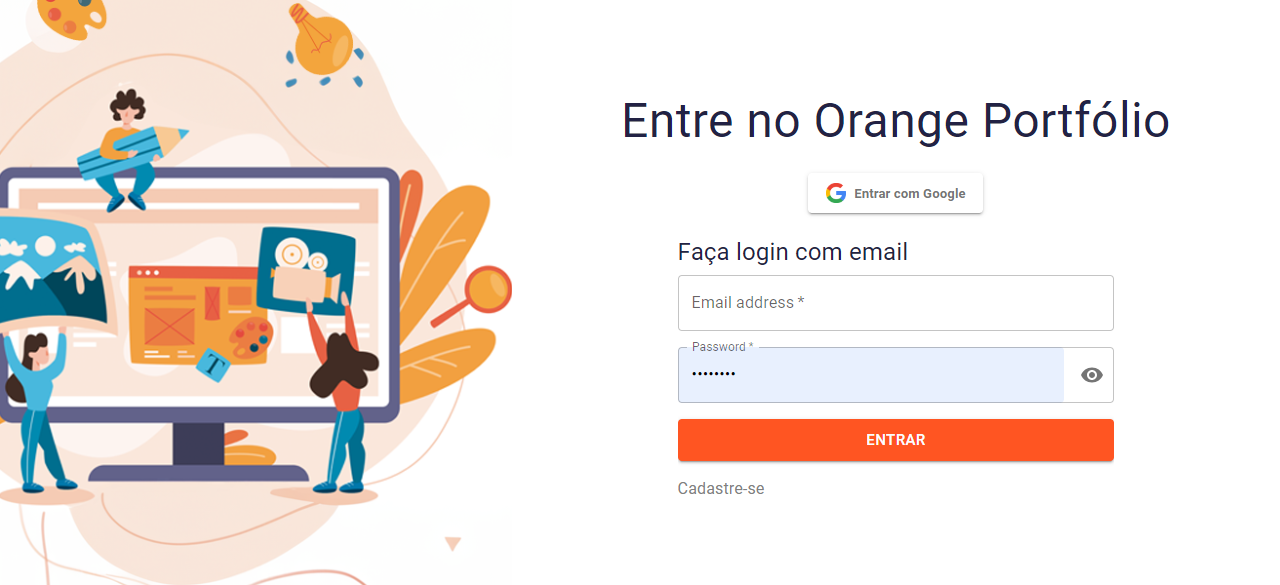 Entre no Orange Portfólio
Entrar com Google
Faça login com email
Email address *
Password *
••••••••
ENTRAR
Cadastre-se
T